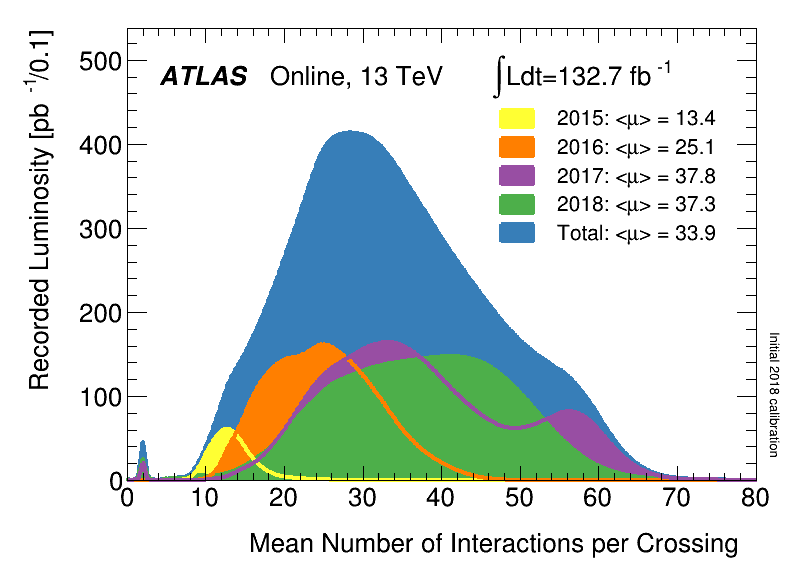 ATLAS Online, 13 TeV ∫Ldt=132.7 fb⁻¹
2015: <μ> = 13.4
2016: <μ> = 25.1
2017: <μ> = 37.8
2018: <μ> = 37.3
Total: <μ> = 33.9
Recorded Luminosity [pb⁻¹/0.1]
500
400
300
200
100
0
0 10 20 30 40 50 60 70 80
Mean Number of Interactions per Crossing
Initial 2018 calibration